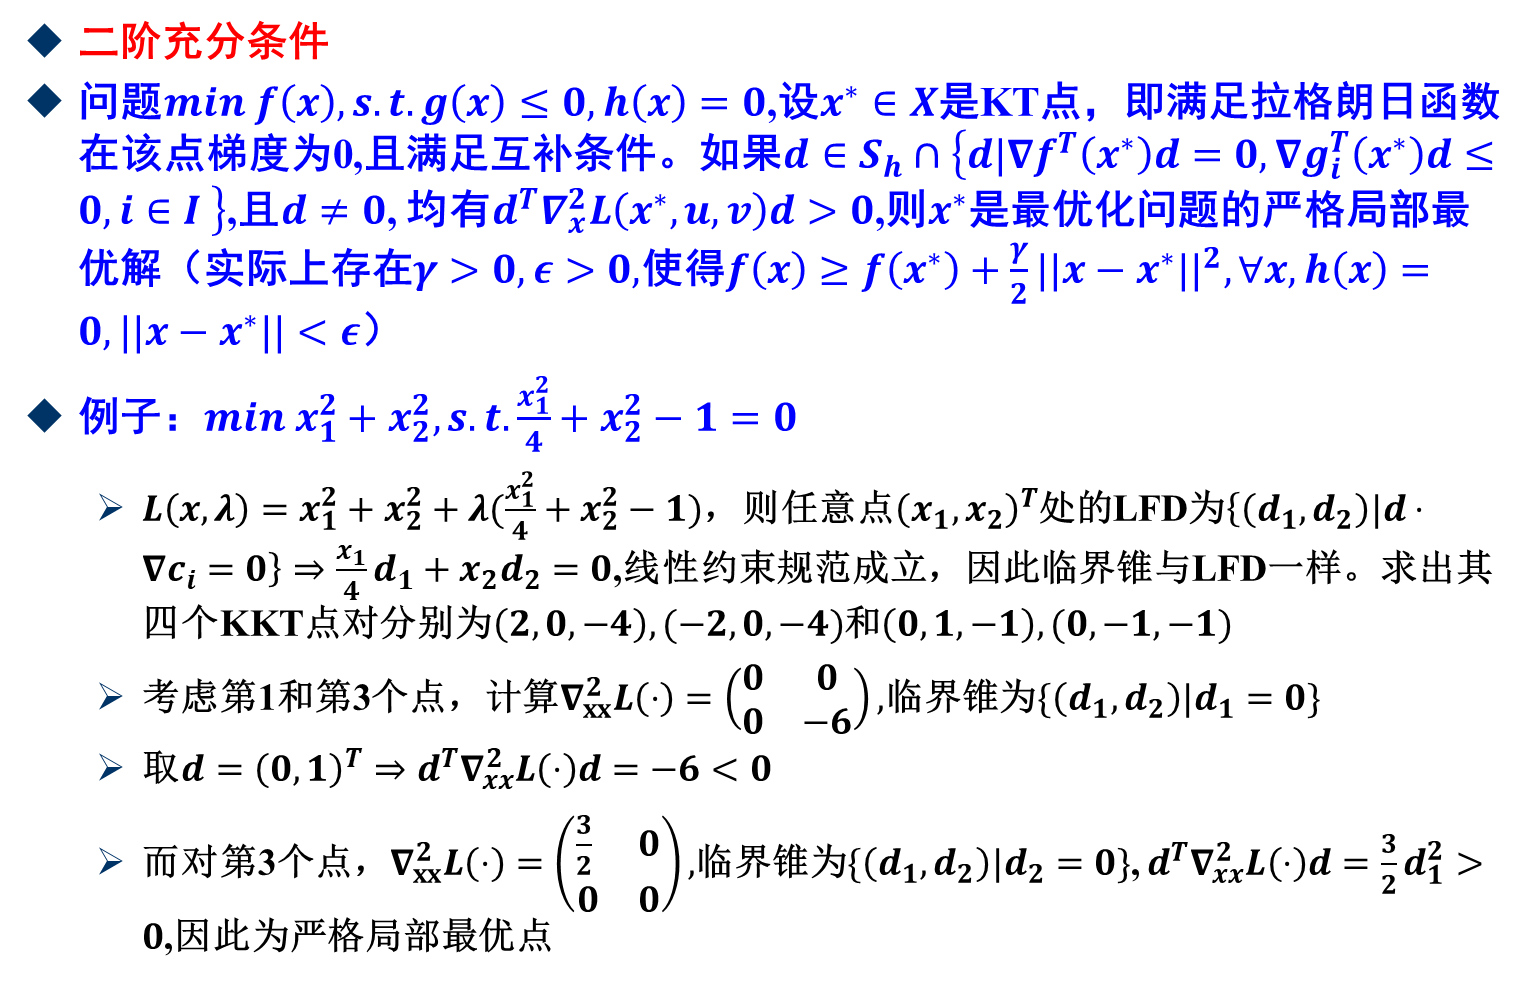 ◆ 二阶充分条件
◆ 问题min f(x), s.t. g(x) ≤ 0, h(x) = 0,设x* ∈ X是KT点，即满足拉格朗日函数
在该点梯度为0,且满足互补条件。如果d ∈ S_h ∩ {d|∇f^T(x*)d = 0, ∇g_i^T(x*)d ≤
0, i ∈ I },且d ≠ 0, 均有d^T∇_x^2L(x*, u, v)d > 0,则x*是最优化问题的严格局部最
优解（实际上存在γ > 0, ϵ > 0,使得f(x) ≥ f(x*) + γ/2 ||x − x*||^2, ∀x, h(x) =
0, ||x − x*|| < ϵ）
◆ 例子：min x_1^2 + x_2^2, s.t. x_1^2/4 + x_2^2 − 1 = 0
➢ L(x, λ) = x_1^2 + x_2^2 + λ(x_1^2/4 + x_2^2 − 1)，则任意点(x_1, x_2)^T处的LFD为{(d_1, d_2)|d ·
∇c_i = 0} ⇒ x_1/4 d_1 + x_2d_2 = 0,线性约束规范成立，因此临界锥与LFD一样。求出其
四个KKT点对分别为(2, 0, −4), (−2, 0, −4)和(0, 1, −1), (0, −1, −1)
➢ 考虑第1和第3个点，计算∇_xx^2L(·) = (0 0; 0 −6),临界锥为{(d_1, d_2)|d_1 = 0}
➢ 取d = (0, 1)^T ⇒ d^T∇_xx^2L(·)d = −6 < 0
➢ 而对第3个点，∇_xx^2L(·) = (3/2 0; 0 0),临界锥为{(d_1, d_2)|d_2 = 0}, d^T∇_xx^2L(·)d = 3/2 d_1^2 >
0,因此为严格局部最优点